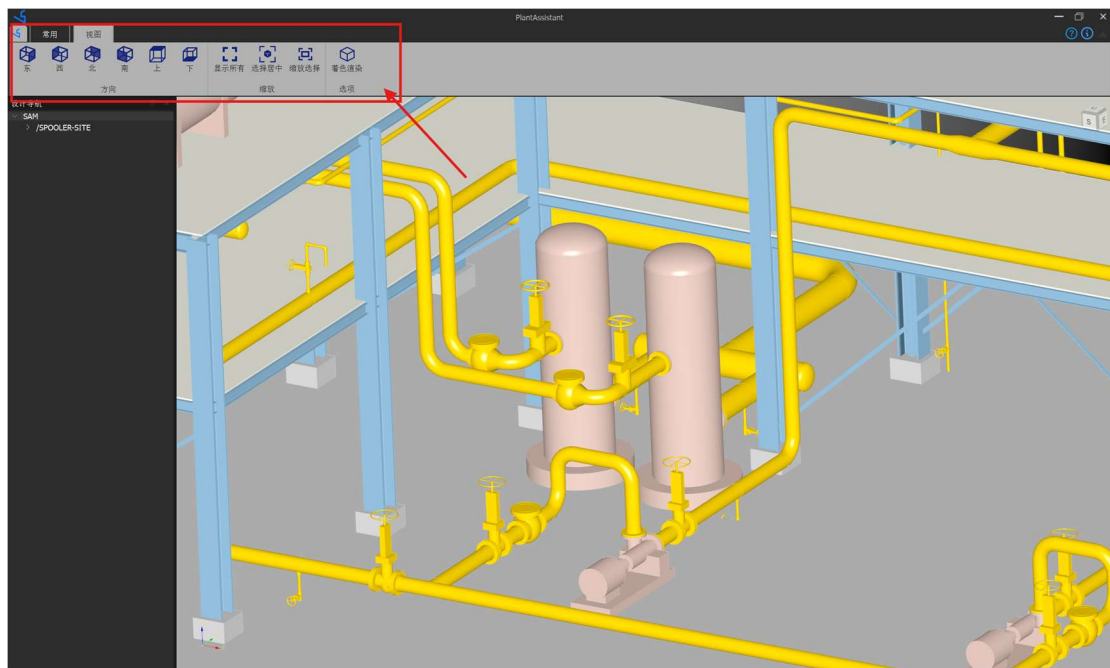 PlantAssistant
常用 视图
东 西 北 南 上 下 显示所有 选择居中 缩放选择 着色渲染
方向 缩放 选项
设计导航
SAM
/SPOOLER-SITE
S E